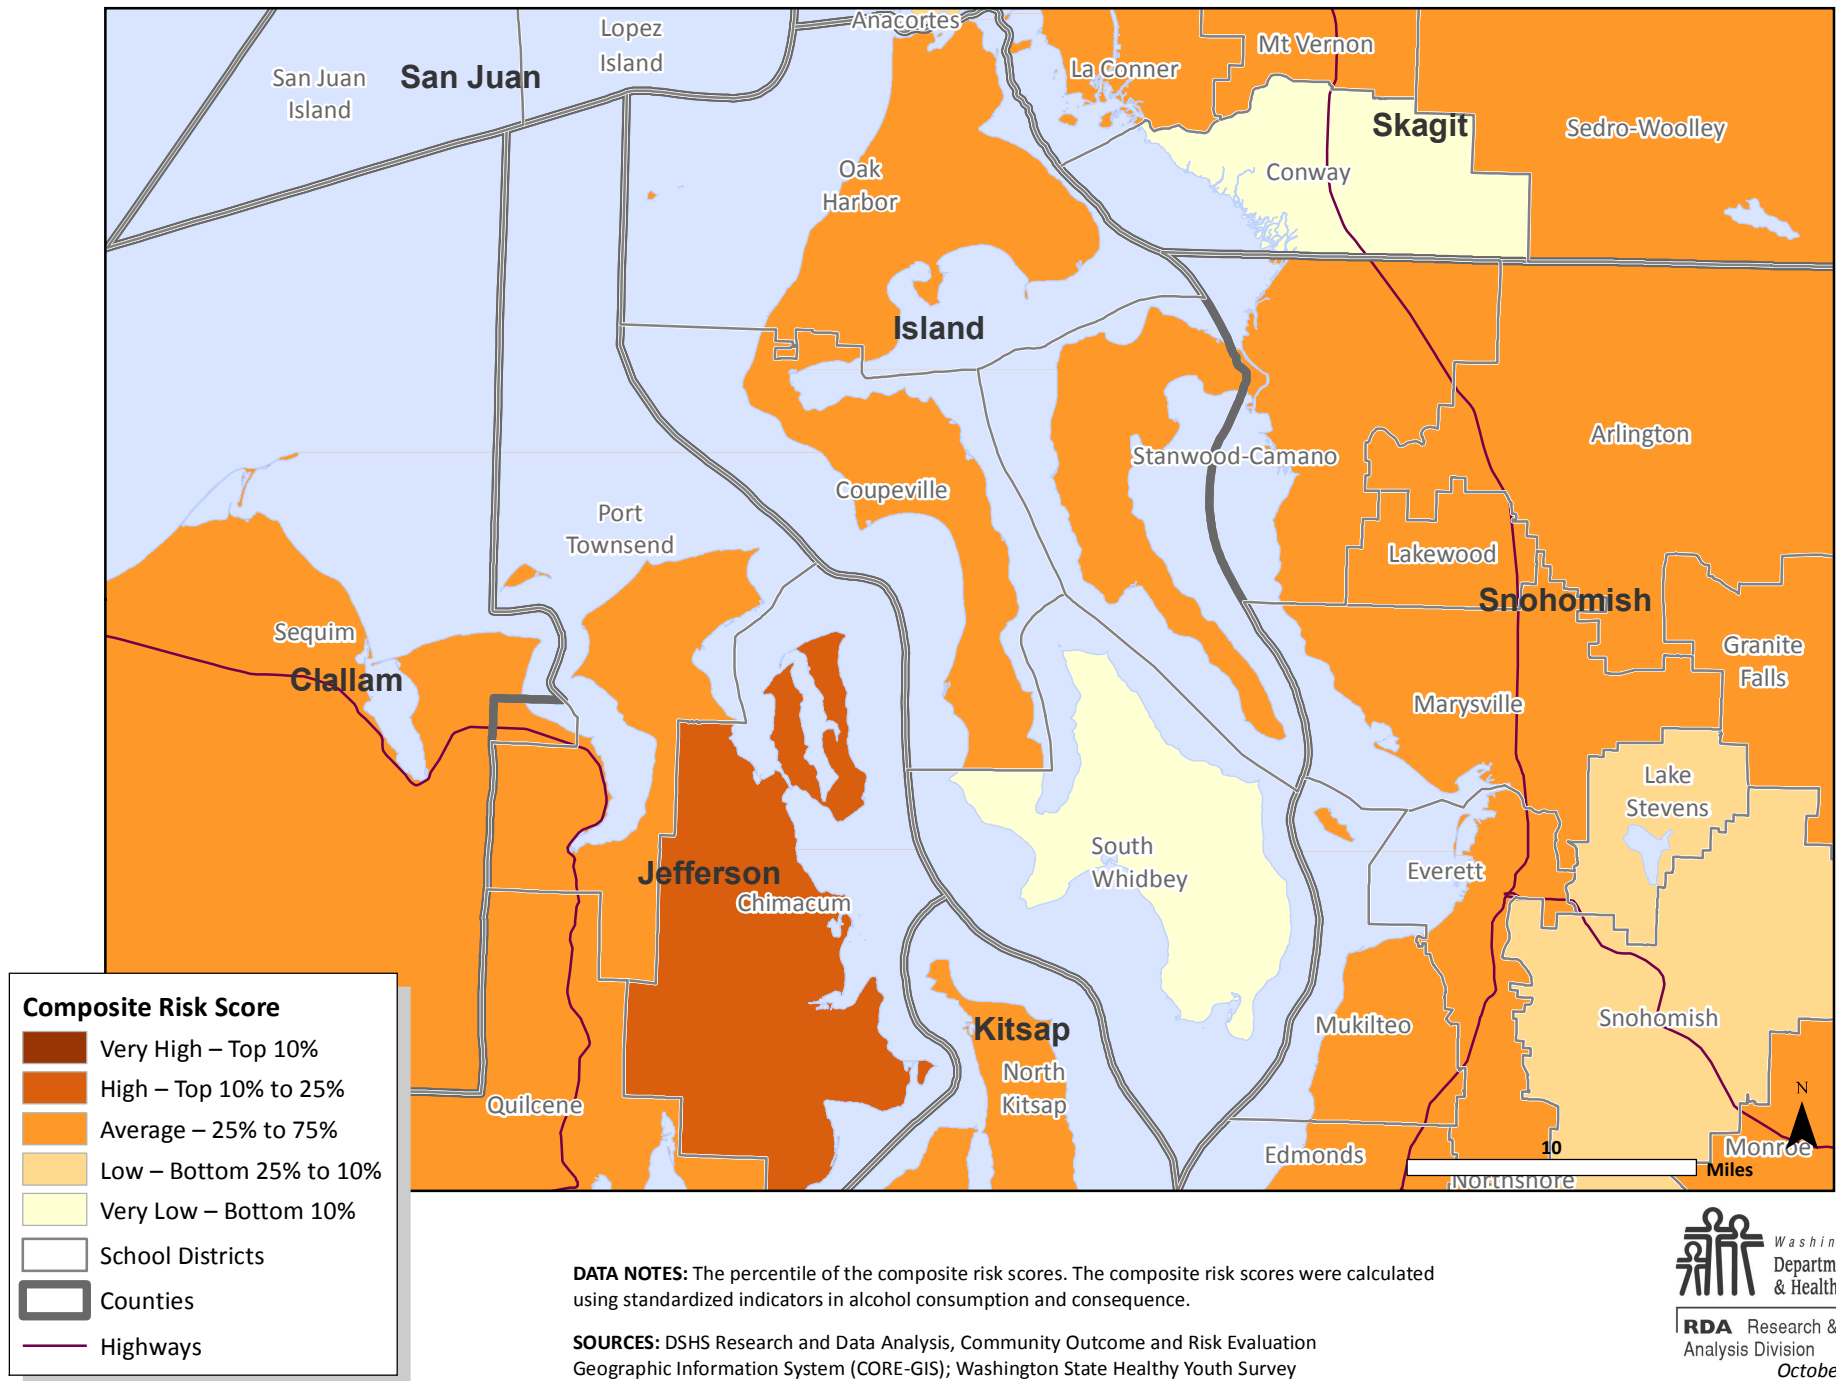 Anacortes
Lopez
Island
San Juan
Island
San Juan
La Conner
Mt Vernon
Skagit
Sedro-Woolley
Conway
Oak
Harbor
Island
Arlington
Stanwood-Camano
Coupeville
Port
Townsend
Lakewood
Snohomish
Sequim
Clallam
Granite
Falls
Marysville
Lake
Stevens
South
Whidbey
Everett
Jefferson
Chimacum
Kitsap
North
Kitsap
Mukilteo
Snohomish
Quilcene
Edmonds
Monroe
Northshore
N
10
Miles
Composite Risk Score
Very High – Top 10%
High – Top 10% to 25%
Average – 25% to 75%
Low – Bottom 25% to 10%
Very Low – Bottom 10%
School Districts
Counties
Highways
DATA NOTES: The percentile of the composite risk scores. The composite risk scores were calculated
using standardized indicators in alcohol consumption and consequence.
SOURCES: DSHS Research and Data Analysis, Community Outcome and Risk Evaluation
Geographic Information System (CORE-GIS); Washington State Healthy Youth Survey
Washin
Departm
& Health
RDA Research &
Analysis Division
Octobe